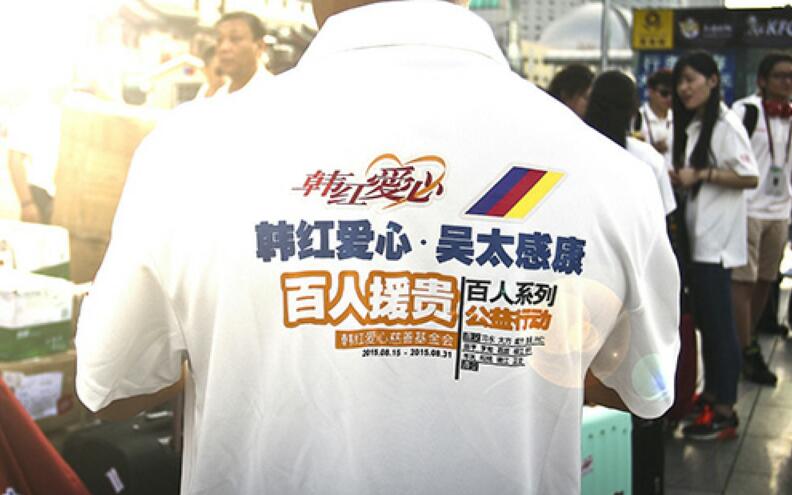 韩红爱心
韩红爱心·吴太感康
百人援贵
百人系列
公益行动
韩红爱心慈善基金会
2015.08.15 - 2015.08.31
KFC